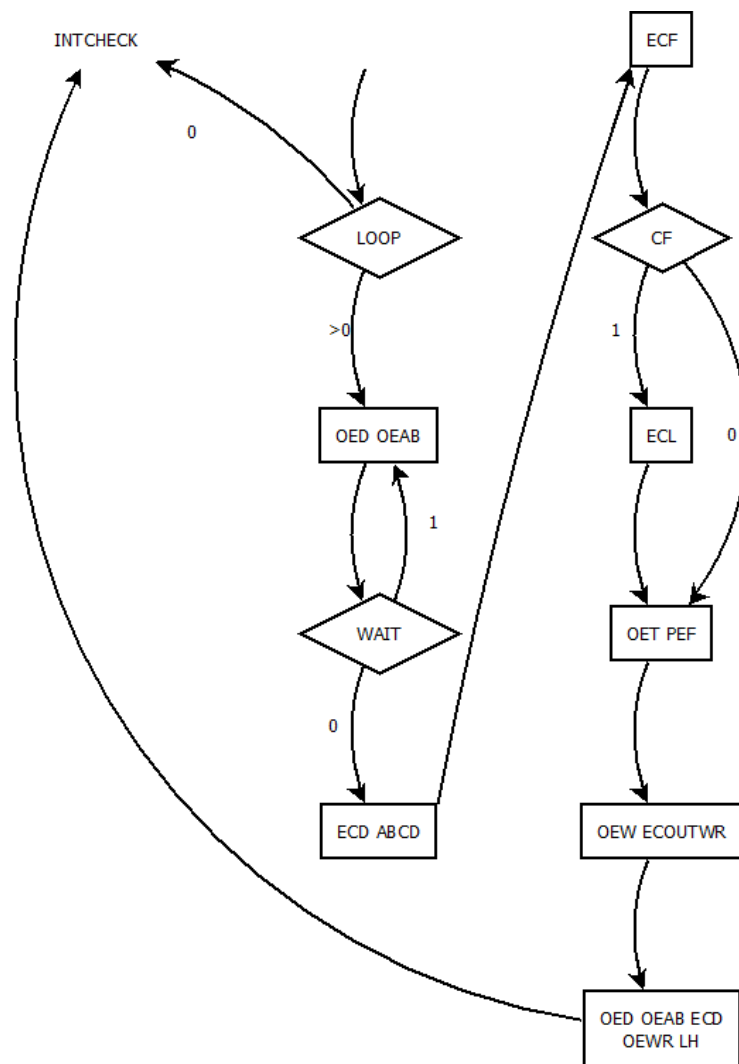 INTCHECK
0
LOOP
>0
OED OEAB
1
WAIT
0
ECD ABCD
ECF
CF
1
0
ECL
OET PEF
OEW ECOUTWR
OED OEAB ECD
OEWR LH